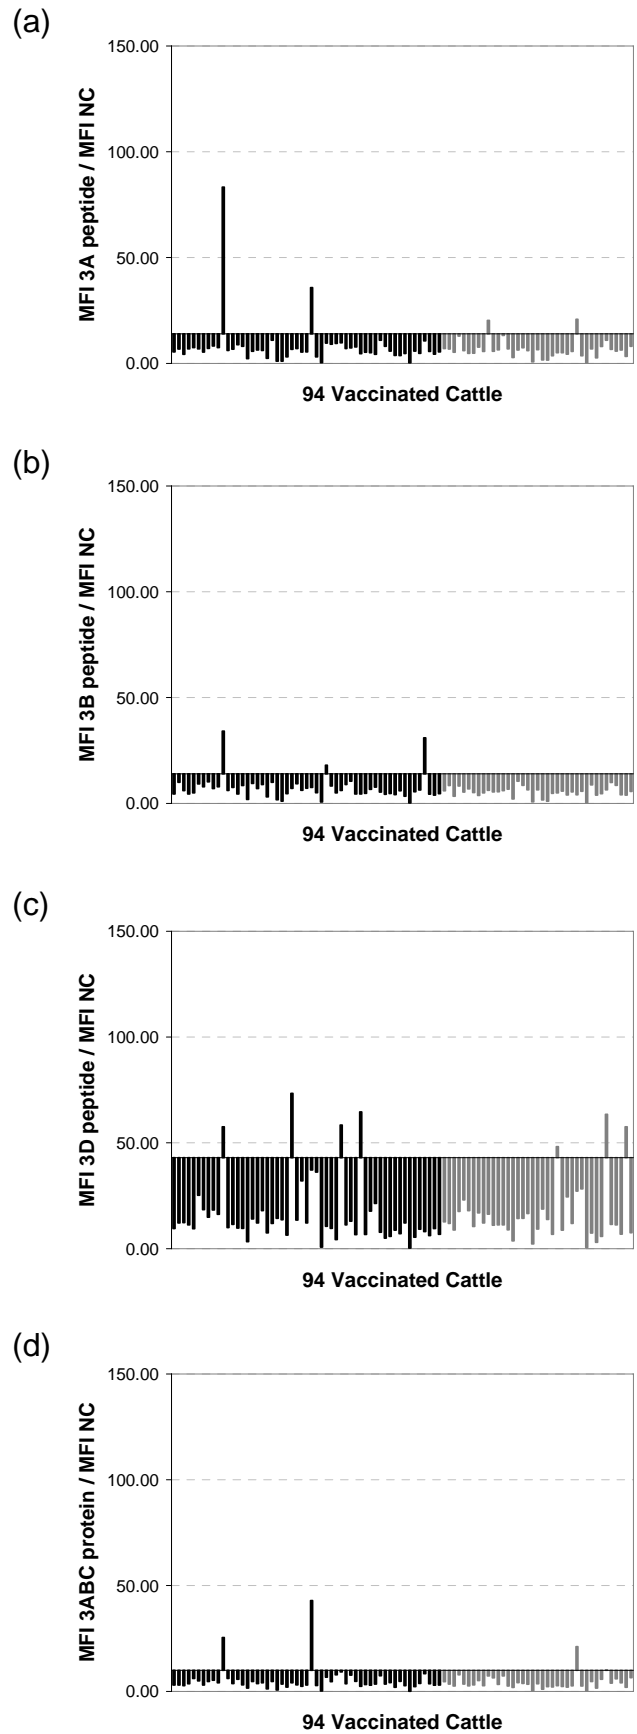 (a)
150.00
100.00
50.00
0.00
MFI 3A peptide / MFI NC
94 Vaccinated Cattle
(b)
150.00
100.00
50.00
0.00
MFI 3B peptide / MFI NC
94 Vaccinated Cattle
(c)
150.00
100.00
50.00
0.00
MFI 3D peptide / MFI NC
94 Vaccinated Cattle
(d)
150.00
100.00
50.00
0.00
MFI 3ABC protein / MFI NC
94 Vaccinated Cattle